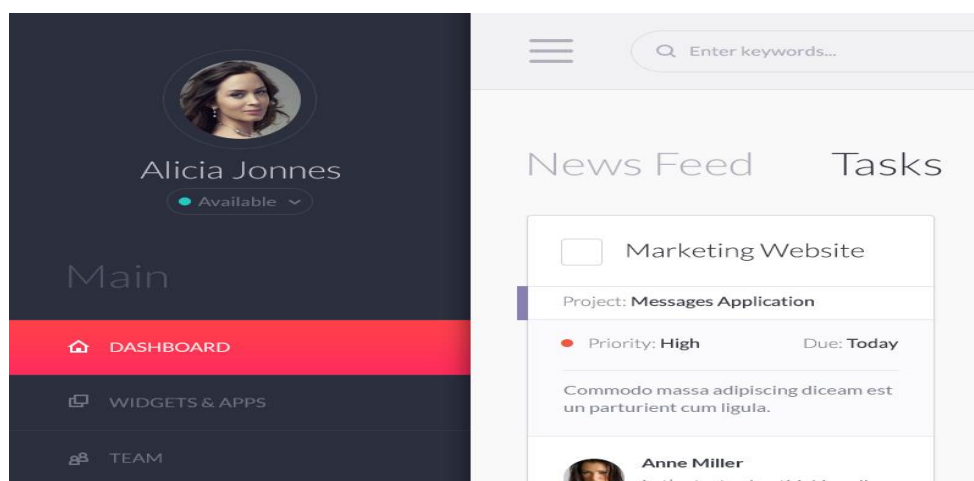 Alicia Jonnes
Available
Main
DASHBOARD
WIDGETS & APPS
TEAM
Enter keywords...
News Feed Tasks
Marketing Website
Project: Messages Application
Priority: High Due: Today
Commodo massa adipiscing diceam est
un parturient cum ligula.
Anne Miller